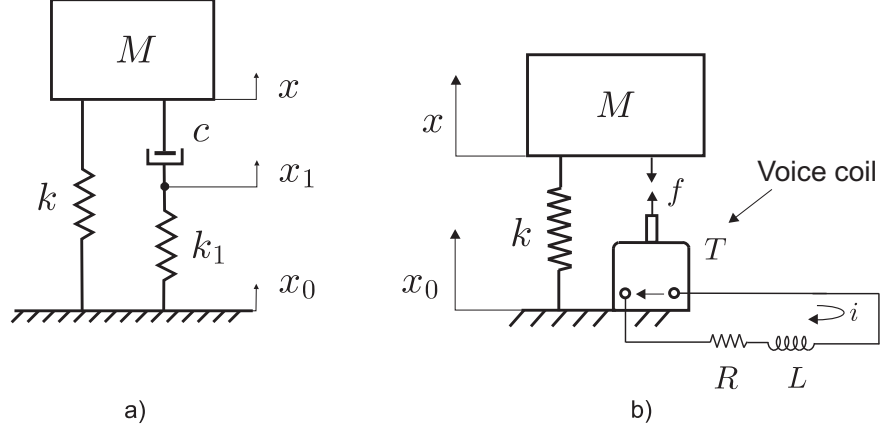 M
x
c
x₁
k
k₁
x₀
a)
M
x
Voice coil
f
k
T
x₀
i
R L
b)